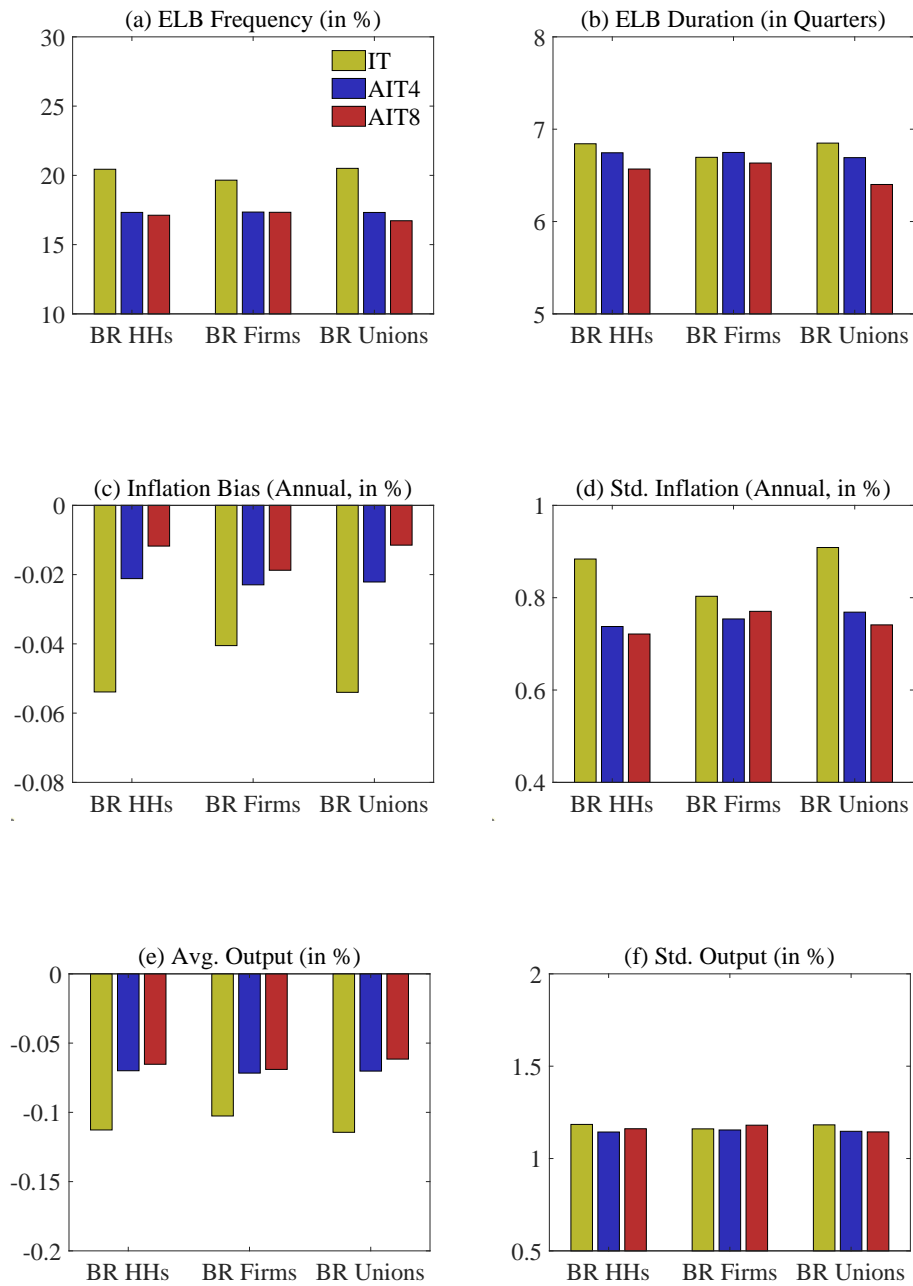 (a) ELB Frequency (in %)
30
25
20
15
10
IT
AIT4
AIT8
BR HHs BR Firms BR Unions
(b) ELB Duration (in Quarters)
8
7
6
5
BR HHs BR Firms BR Unions
(c) Inflation Bias (Annual, in %)
0
-0.02
-0.04
-0.06
-0.08
BR HHs BR Firms BR Unions
(d) Std. Inflation (Annual, in %)
1
0.8
0.6
0.4
BR HHs BR Firms BR Unions
(e) Avg. Output (in %)
0
-0.05
-0.1
-0.15
-0.2
BR HHs BR Firms BR Unions
(f) Std. Output (in %)
2
1.5
1
0.5
BR HHs BR Firms BR Unions